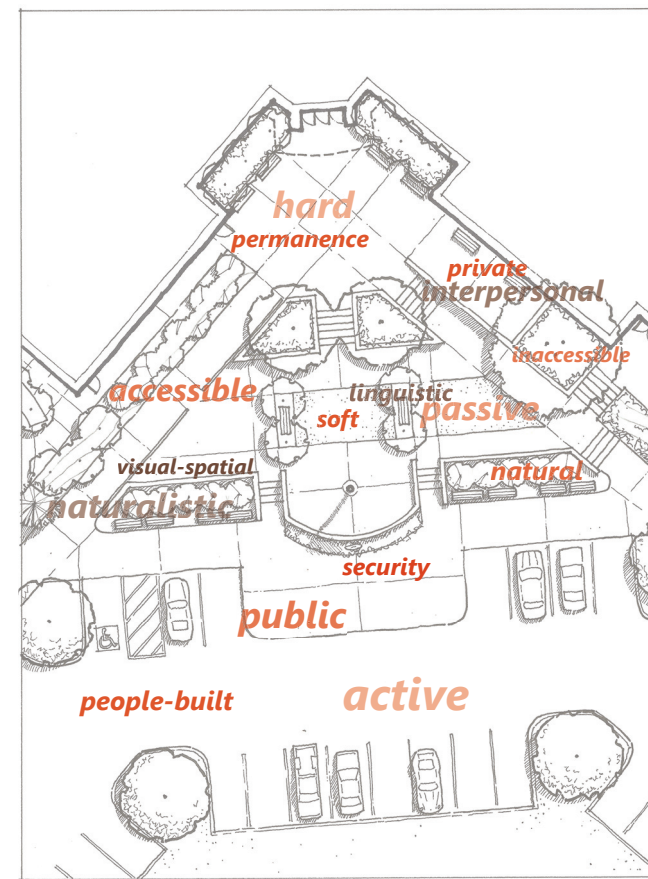 hard
permanence
private
interpersonal
inaccessible
accessible
linguistic
passive
soft
visual-spatial
natural
naturalistic
security
public
people-built
active